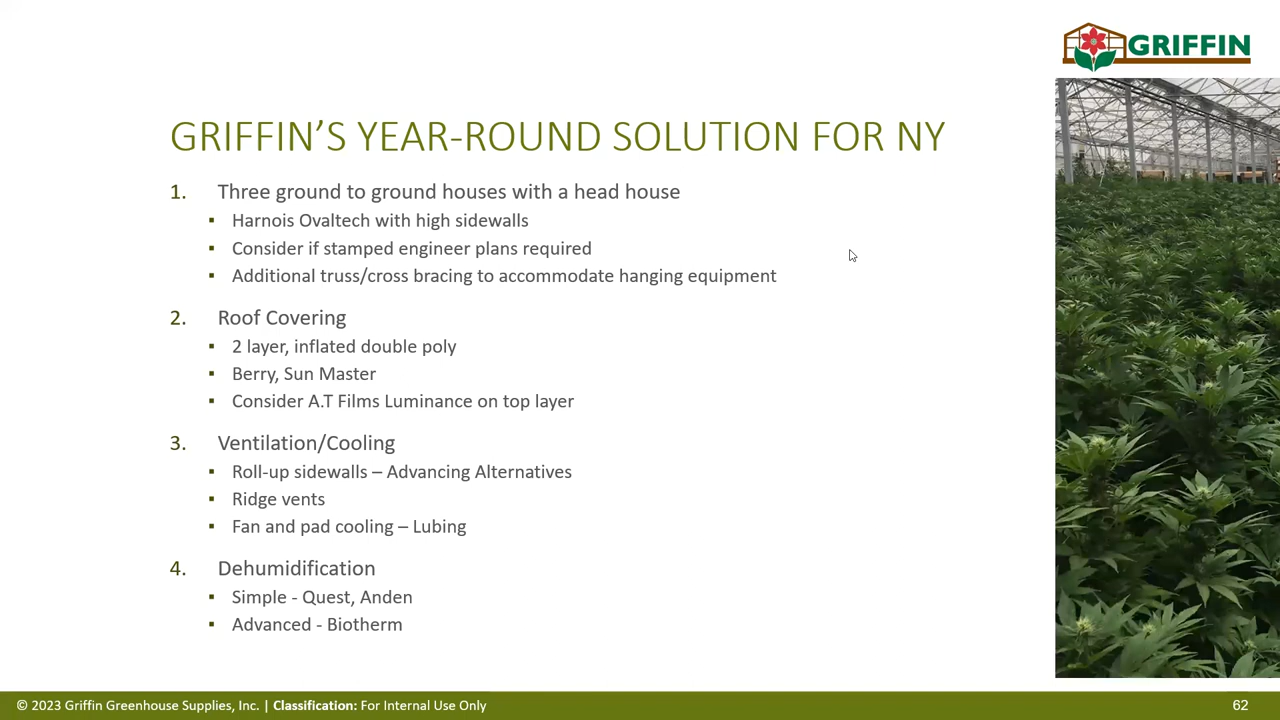 GRIFFIN
GRIFFIN'S YEAR-ROUND SOLUTION FOR NY
1. Three ground to ground houses with a head house
▪ Harnois Ovaltech with high sidewalls
▪ Consider if stamped engineer plans required
▪ Additional truss/cross bracing to accommodate hanging equipment
2. Roof Covering
▪ 2 layer, inflated double poly
▪ Berry, Sun Master
▪ Consider A.T Films Luminance on top layer
3. Ventilation/Cooling
▪ Roll-up sidewalls – Advancing Alternatives
▪ Ridge vents
▪ Fan and pad cooling – Lubing
4. Dehumidification
▪ Simple - Quest, Anden
▪ Advanced - Biotherm
© 2023 Griffin Greenhouse Supplies, Inc. | Classification: For Internal Use Only 62